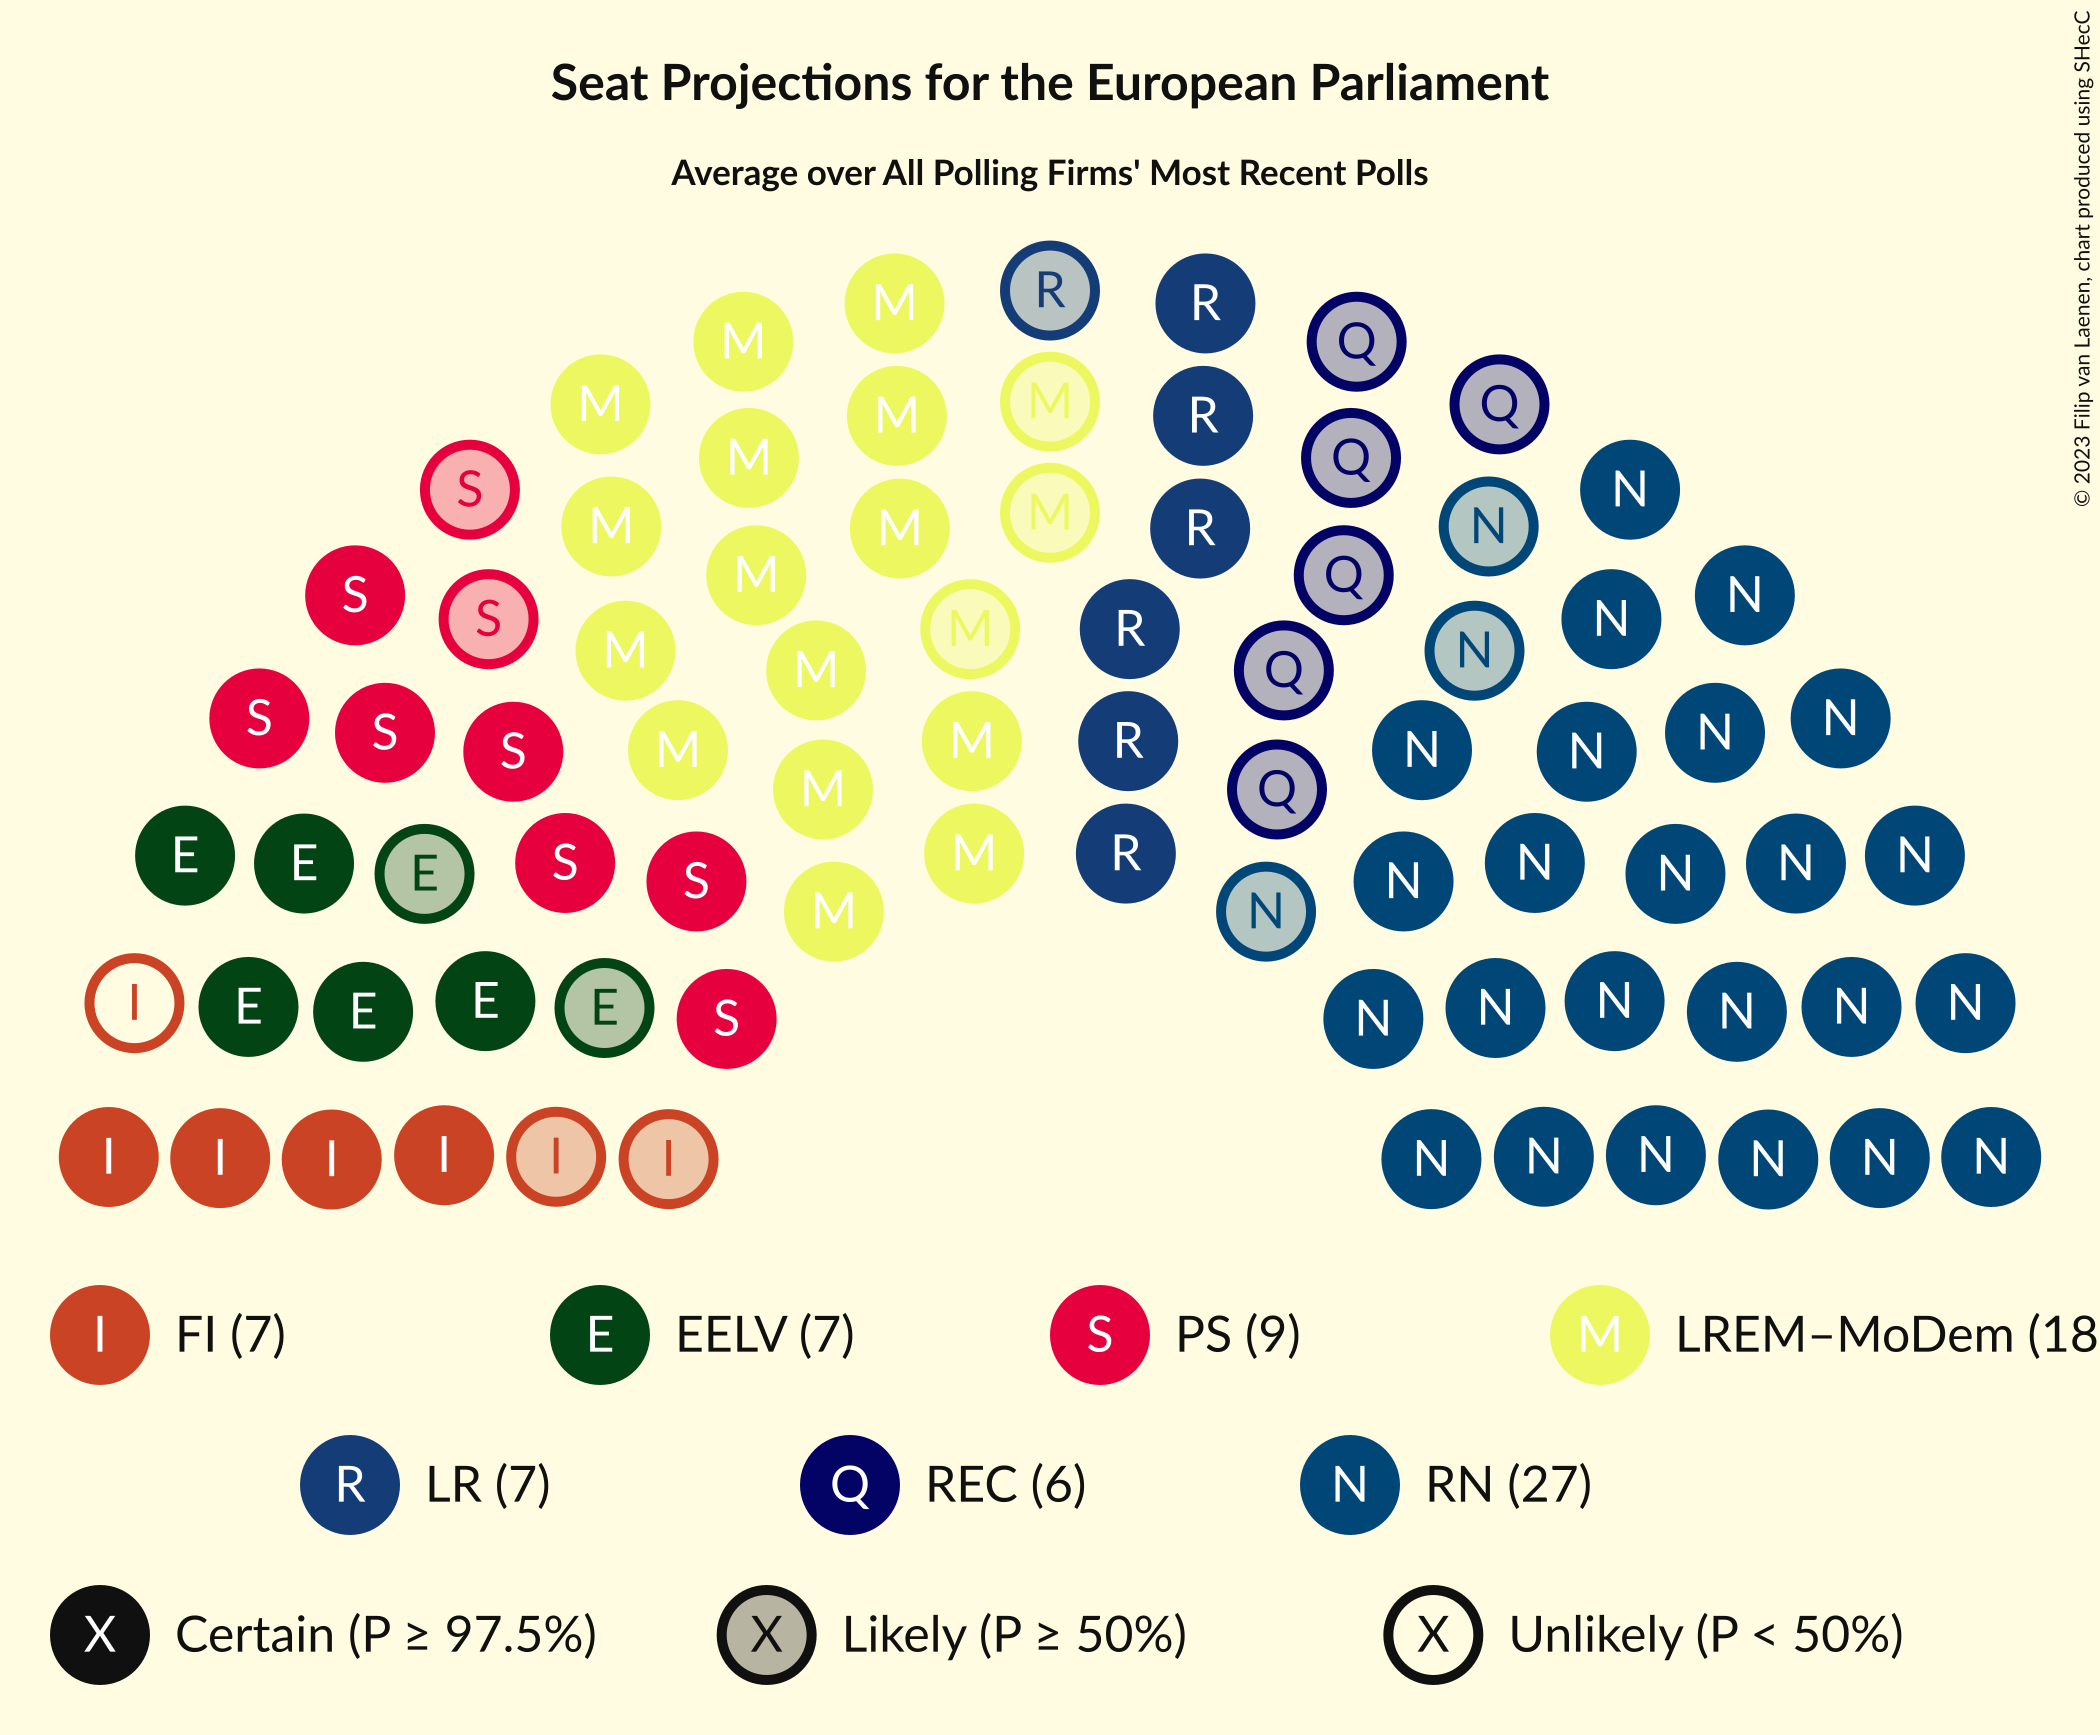 Seat Projections for the European Parliament
Average over All Polling Firms' Most Recent Polls
© 2023 Filip van Laenen, chart produced using SHecC
R
M R Q
M M Q
M M R
M M Q
S M N
M M R N
M Q
S M R N N
S M N
M Q
S S S M M R N N N N
M Q
E E E S S M R N N N N N
M N
I E E E E S N N N N N N
I I I I I I N N N N N N
I FI (7) E EELV (7) S PS (9) M LREM–MoDem (18
R LR (7) Q REC (6) N RN (27)
X Certain (P ≥ 97.5%) X Likely (P ≥ 50%) X Unlikely (P < 50%)